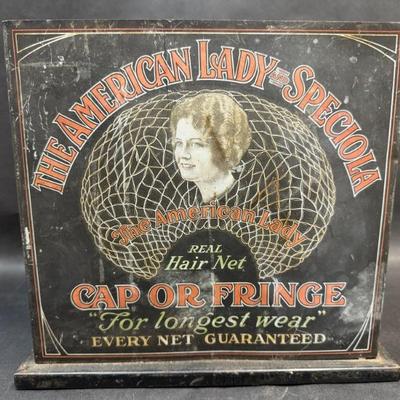 THE AMERICAN LADY SPECIOLA
The American Lady
REAL
Hair Net
CAP OR FRINGE
"For longest wear"
EVERY NET GUARANTEED